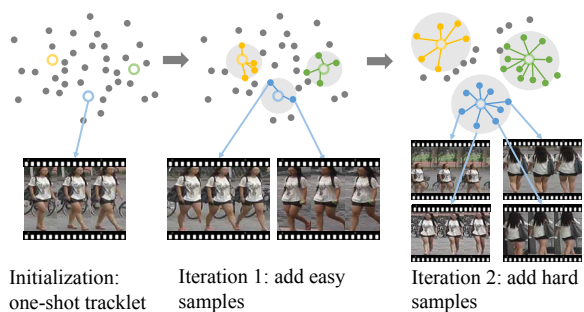 Initialization:
one-shot tracklet
Iteration 1: add easy
samples
Iteration 2: add hard
samples